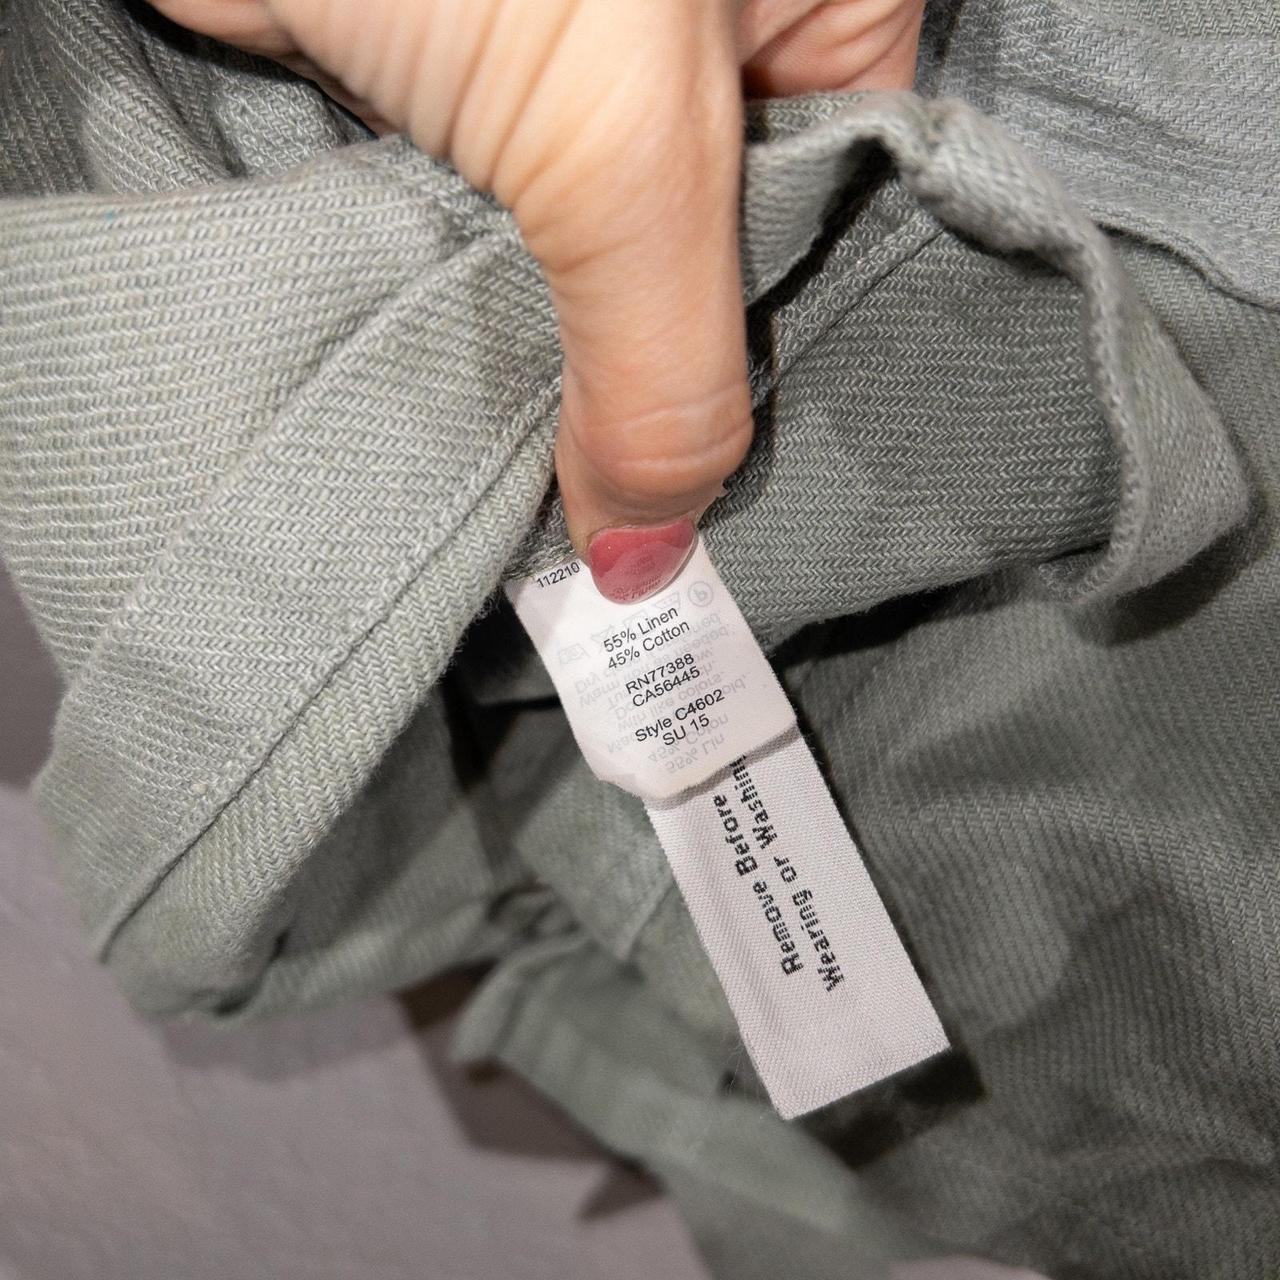 112210
55% Linen
45% Cotton
RN77388
CA56445
Style C4602
SU 15
Remove Before
Wearing or Washing